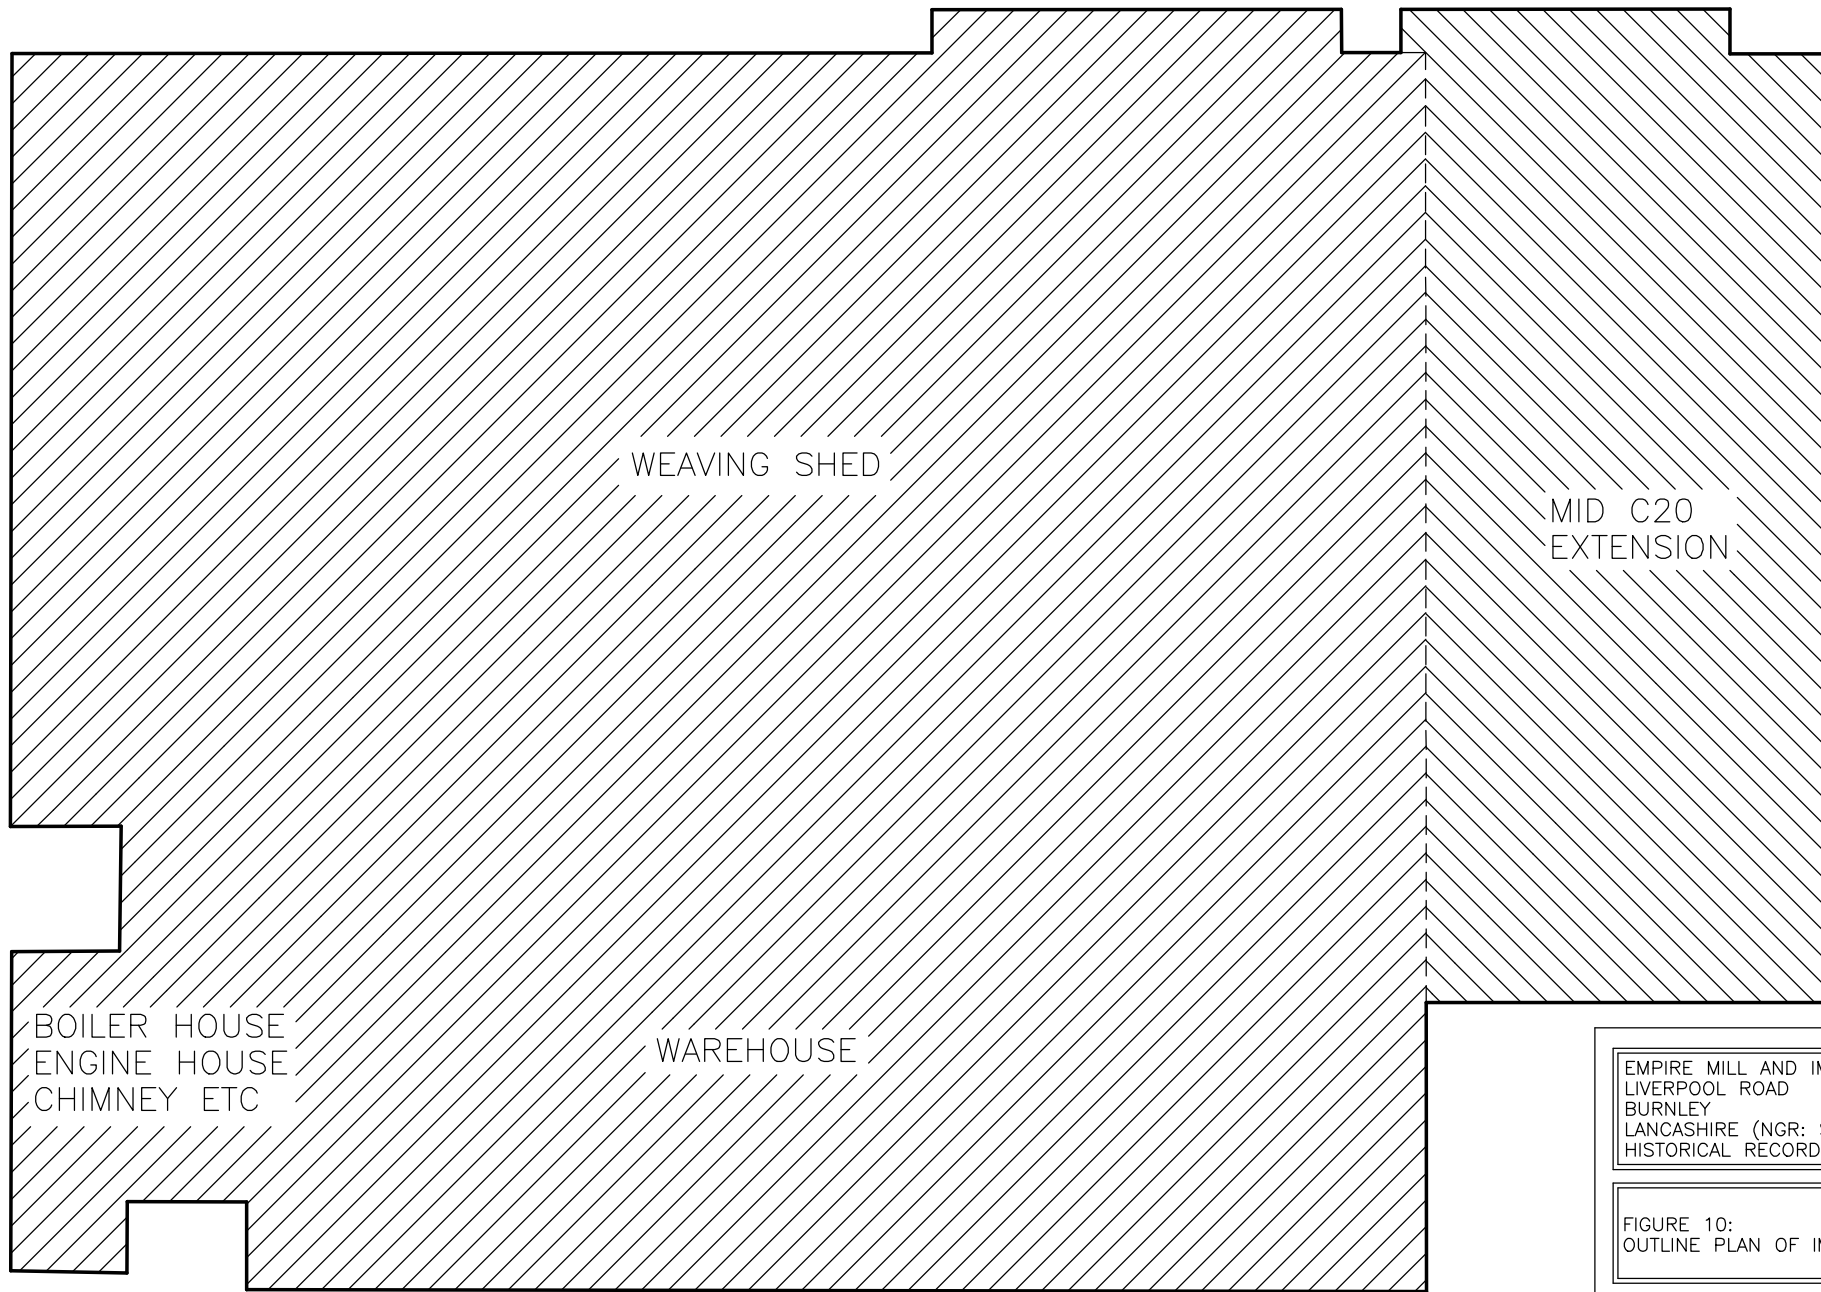 WEAVING SHED
MID C20
EXTENSION
BOILER HOUSE
ENGINE HOUSE
CHIMNEY ETC
WAREHOUSE
EMPIRE MILL AND
LIVERPOOL ROAD
BURNLEY
LANCASHIRE (NGR:
HISTORICAL RECORD
FIGURE 10:
OUTLINE PLAN OF